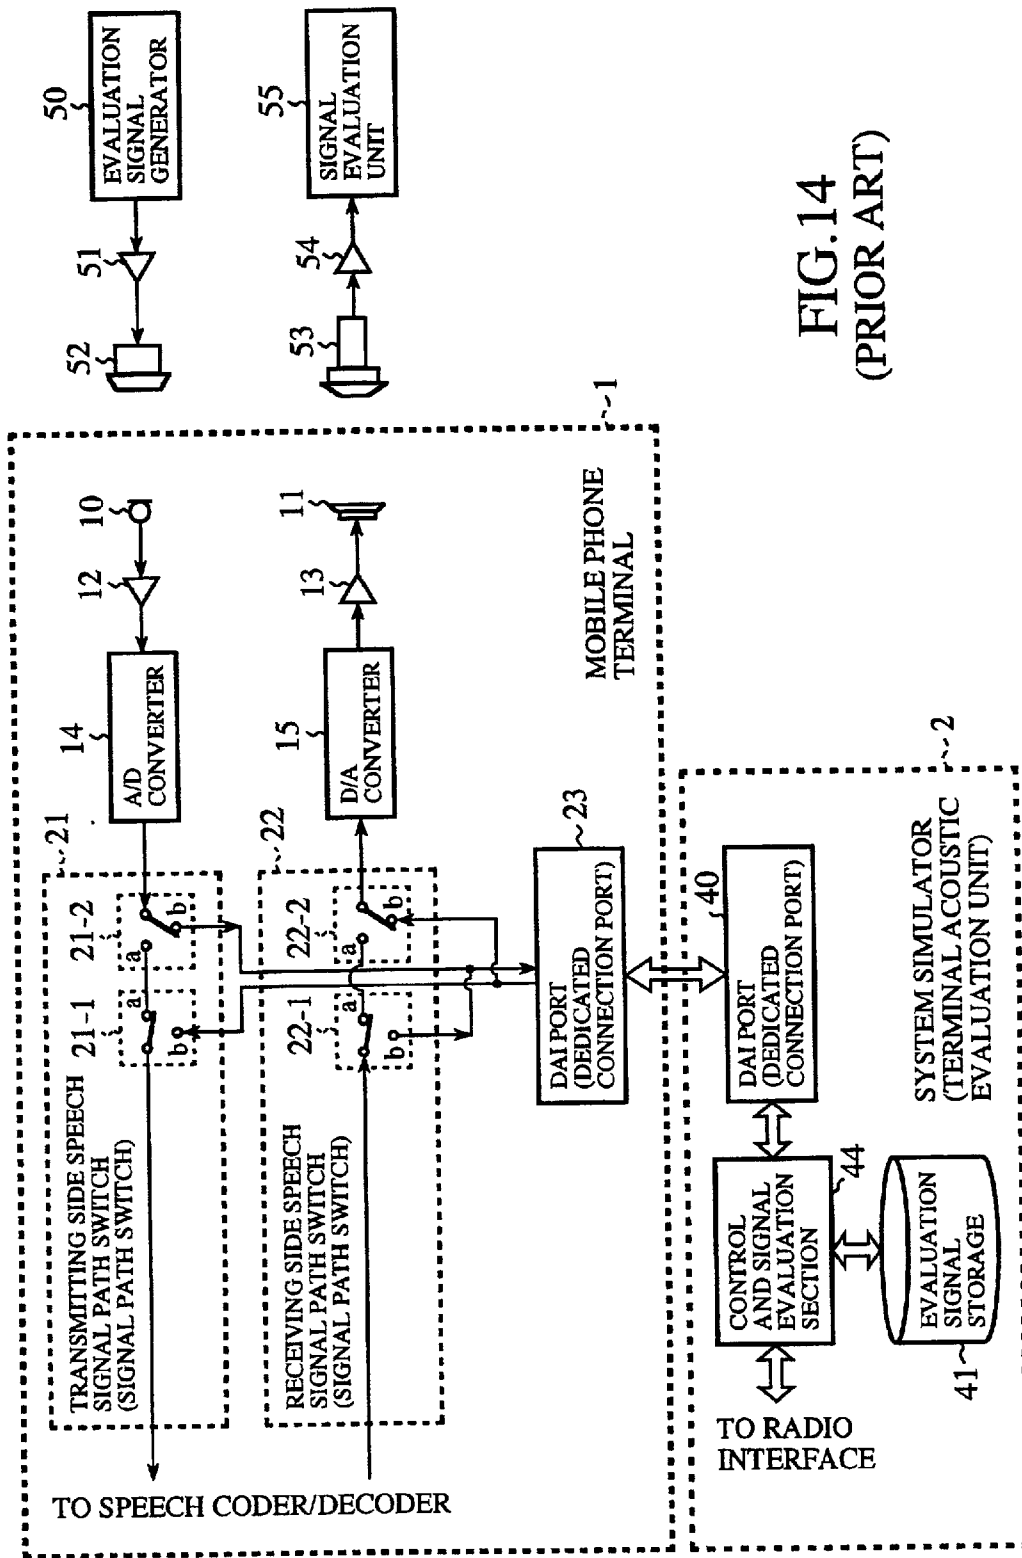 50
EVALUATION
SIGNAL
GENERATOR
51
52
55
SIGNAL
EVALUATION
UNIT
54
53
1
10
12
14
A/D
CONVERTER
11
13
15
D/A
CONVERTER
MOBILE PHONE
TERMINAL
21
21-2
a
b
21-1
a
b
TRANSMITTING SIDE SPEECH
SIGNAL PATH SWITCH
(SIGNAL PATH SWITCH)
22
22-2
a
b
22-1
a
b
RECEIVING SIDE SPEECH
SIGNAL PATH SWITCH
(SIGNAL PATH SWITCH)
TO SPEECH CODER/DECODER
23
DAI PORT
(DEDICATED
CONNECTION PORT)
2
40
DAI PORT
(DEDICATED
CONNECTION PORT)
SYSTEM SIMULATOR
(TERMINAL ACOUSTIC
EVALUATION UNIT)
44
CONTROL
AND SIGNAL
EVALUATION
SECTION
41
EVALUATION
SIGNAL
STORAGE
TO RADIO
INTERFACE
FIG.14
(PRIOR ART)